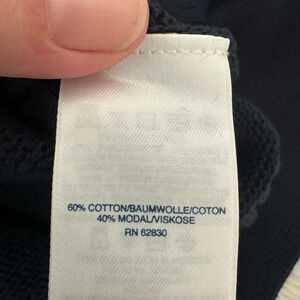 60% COTTON/BAUMWOLLE/COTON
40% MODAL/VISKOSE
RN 62830